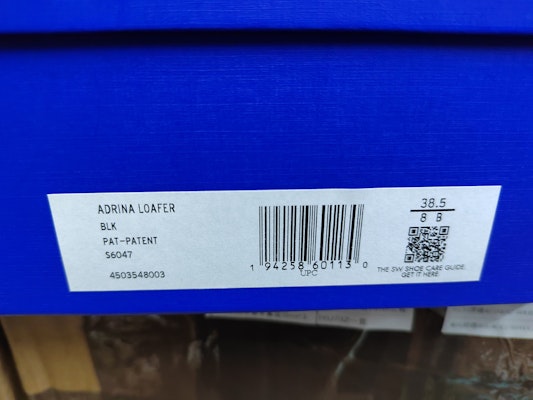 ADRINA LOAFER
BLK
PAT-PATENT
S6047
4503548003
1 94258 60113 0
UPC
38.5
8 B
THE SW SHOE CARE GUIDE.
GET IT HERE